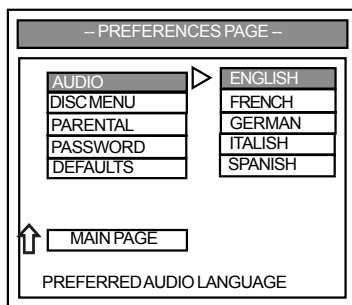 -- PREFERENCES PAGE --
AUDIO
DISC MENU
PARENTAL
PASSWORD
DEFAULTS
ENGLISH
FRENCH
GERMAN
ITALISH
SPANISH
MAIN PAGE
PREFERRED AUDIO LANGUAGE